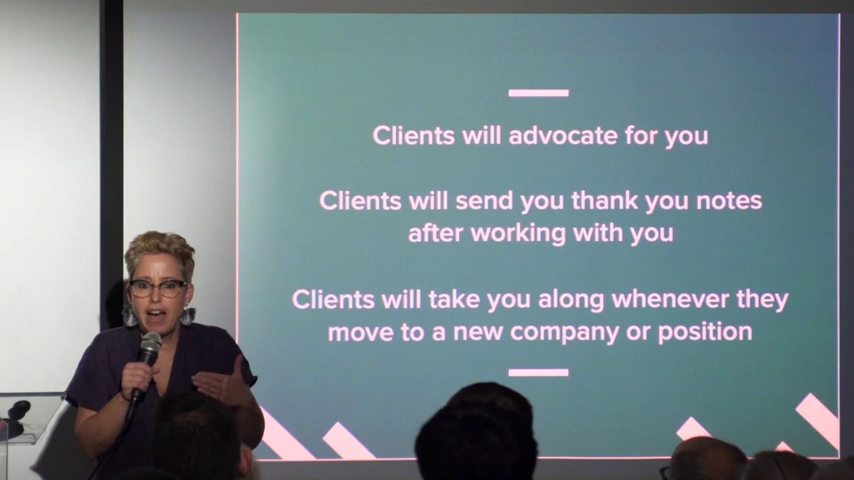 Clients will advocate for you
Clients will send you thank you notes
after working with you
Clients will take you along whenever they
move to a new company or position